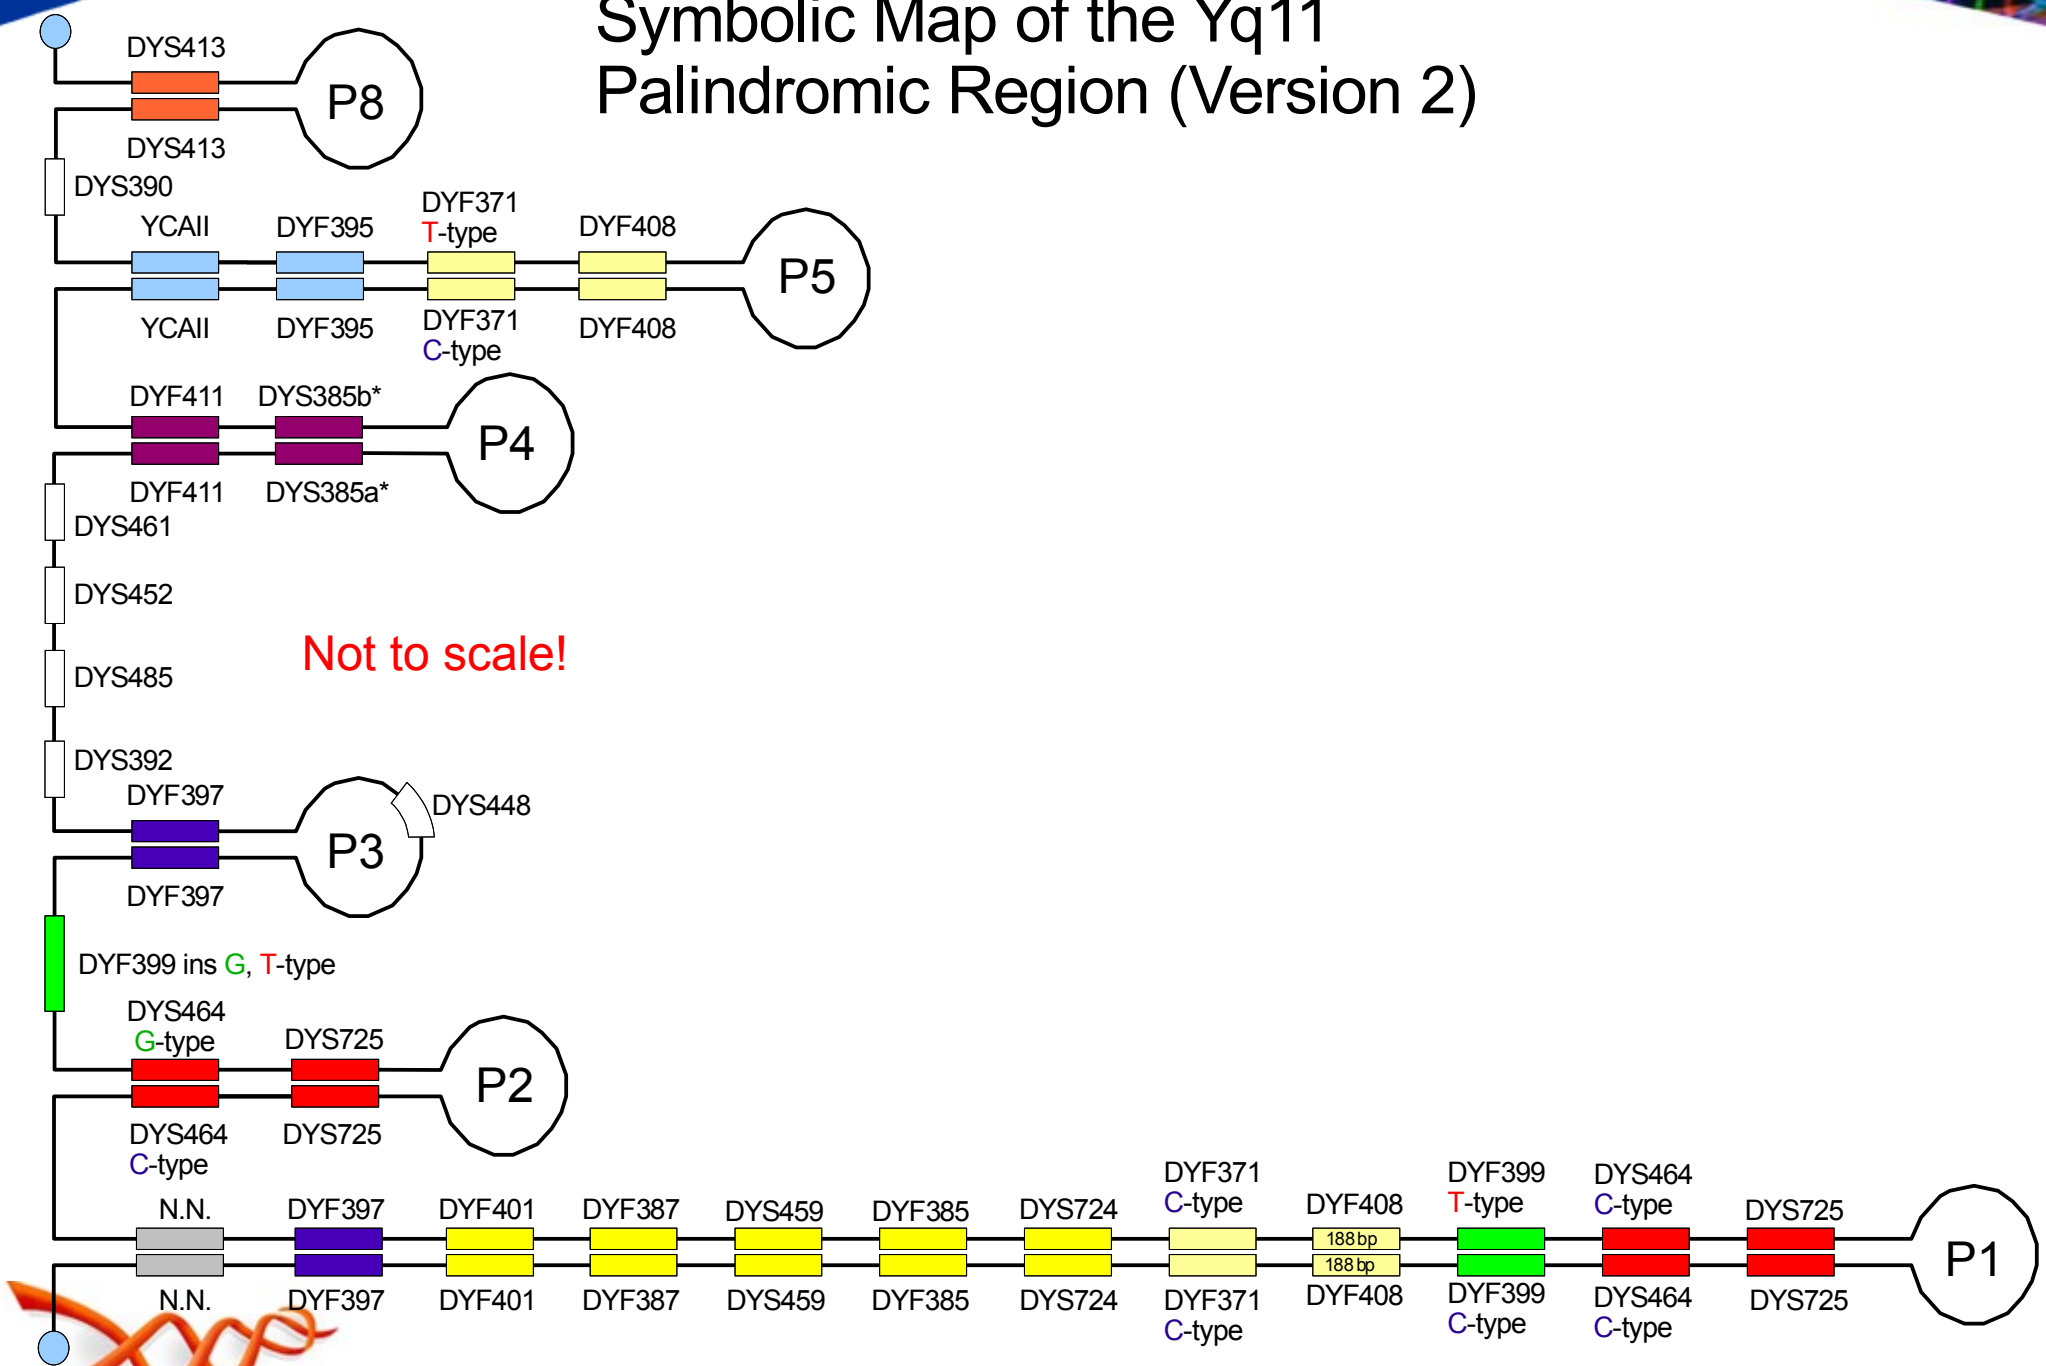 Symbolic Map of the Yq11
Palindromic Region (Version 2)
DYS413
P8
DYS413
DYS390
YCAII DYF395 DYF371 DYF408
T-type
P5
YCAII DYF395 DYF371 DYF408
C-type
DYF411 DYS385b*
P4
DYF411 DYS385a*
DYS461
DYS452
Not to scale!
DYS485
DYS392
DYF397
DYS448
P3
DYF397
DYF399 ins G, T-type
DYS464
G-type DYS725
P2
DYS464 DYS725
C-type
N.N. DYF397 DYF401 DYF387 DYS459 DYF385 DYS724 DYF371 DYF408 DYF399 DYS464 DYS725
C-type T-type C-type
188 bp
P1
188 bp
N.N. DYF397 DYF401 DYF387 DYS459 DYF385 DYS724 DYF371 DYF408 DYF399 DYS464 DYS725
C-type C-type C-type